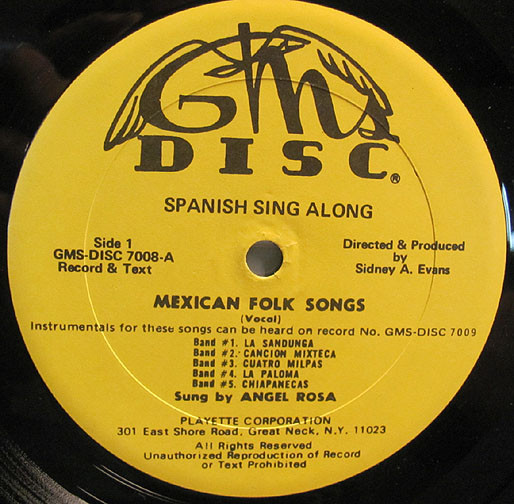 GMS
DISC®
SPANISH SING ALONG
Side 1
GMS-DISC 7008-A
Record & Text
Directed & Produced
by
Sidney A. Evans
MEXICAN FOLK SONGS
(Vocal)
Instrumentals for these songs can be heard on record No. GMS-DISC 7009
Band #1. LA SANDUNGA
Band #2. CANCION MIXTECA
Band #3. CUATRO MILPAS
Band #4. LA PALOMA
Band #5. CHIAPANECAS
Sung by ANGEL ROSA
PLAYETTE CORPORATION
301 East Shore Road, Great Neck, N.Y. 11023
All Rights Reserved
Unauthorized Reproduction of Record
or Text Prohibited